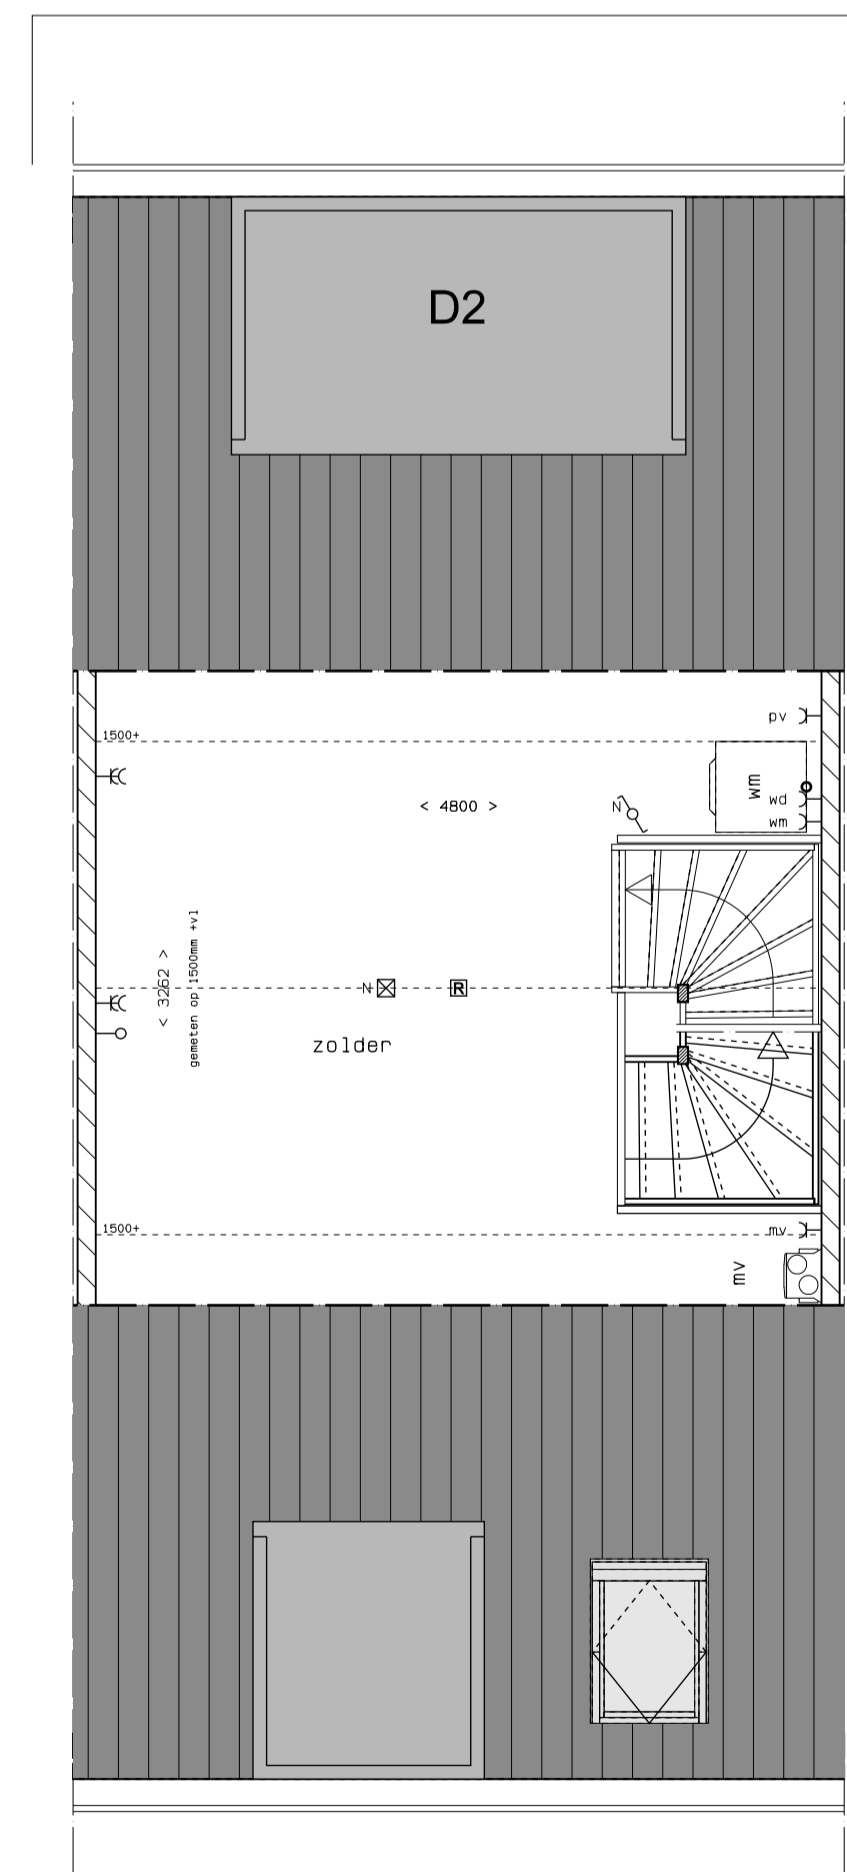 D2
pv
1500+
wm
wd
wm
< 4800 >
N
< 3262 >
gemeten op 1500mm +vl
N
R
zolder
1500+
mv
mv